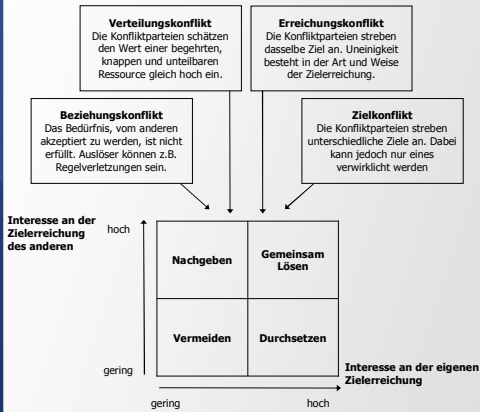 Verteilungskonflikt
Die Konfliktparteien schätzen
den Wert einer begehrten,
knappen und unteilbaren
Ressource gleich hoch ein.
Erreichungskonflikt
Die Konfliktparteien streben
dasselbe Ziel an. Uneinigkeit
besteht in der Art und Weise
der Zielerreichung.
Beziehungskonflikt
Das Bedürfnis, vom anderen
akzeptiert zu werden, ist nicht
erfüllt. Auslöser können z.B.
Regelverletzungen sein.
Zielkonflikt
Die Konfliktparteien streben
unterschiedliche Ziele an. Dabei
kann jedoch nur eines
verwirklicht werden
Interesse an der
Zielerreichung
des anderen
hoch
Nachgeben
Gemeinsam
Lösen
Vermeiden
Durchsetzen
gering
Interesse an der eigenen
Zielerreichung
gering
hoch